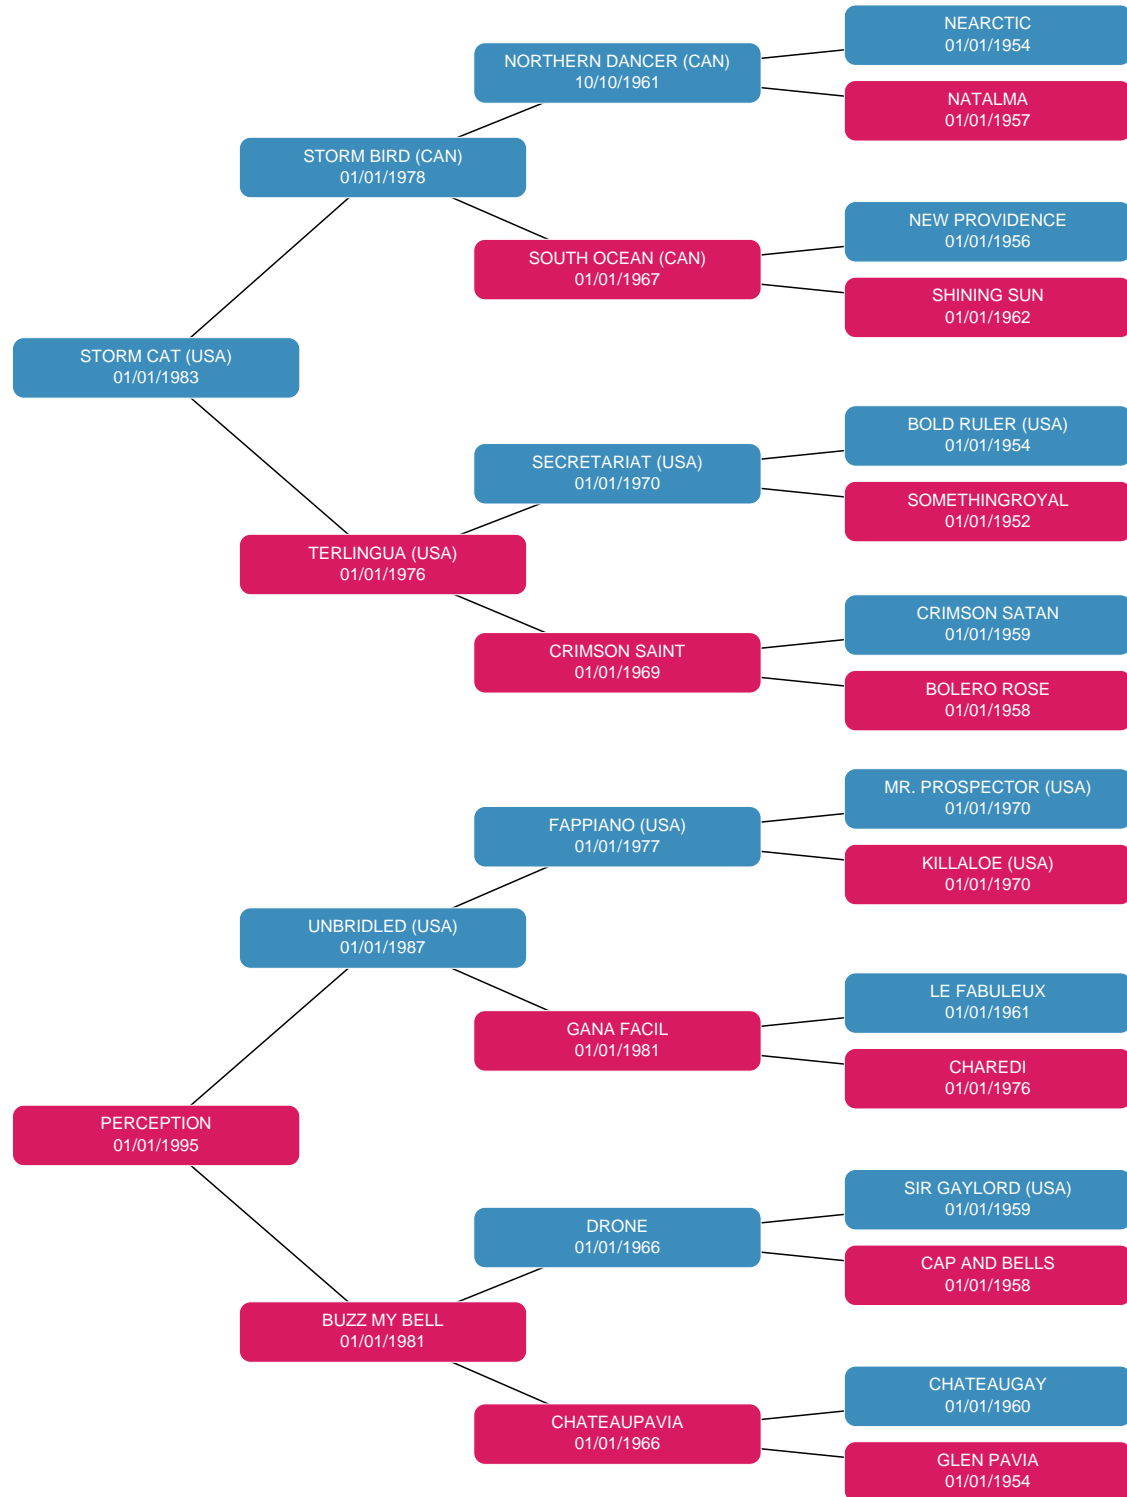 NEARCTIC
01/01/1954
NORTHERN DANCER (CAN)
10/10/1961
NATALMA
01/01/1957
STORM BIRD (CAN)
01/01/1978
NEW PROVIDENCE
01/01/1956
SOUTH OCEAN (CAN)
01/01/1967
SHINING SUN
01/01/1962
STORM CAT (USA)
01/01/1983
BOLD RULER (USA)
01/01/1954
SECRETARIAT (USA)
01/01/1970
SOMETHINGROYAL
01/01/1952
TERLINGUA (USA)
01/01/1976
CRIMSON SATAN
01/01/1959
CRIMSON SAINT
01/01/1969
BOLERO ROSE
01/01/1958
MR. PROSPECTOR (USA)
01/01/1970
FAPPIANO (USA)
01/01/1977
KILLALOE (USA)
01/01/1970
UNBRIDLED (USA)
01/01/1987
LE FABULEUX
01/01/1961
GANA FACIL
01/01/1981
CHAREDI
01/01/1976
PERCEPTION
01/01/1995
SIR GAYLORD (USA)
01/01/1959
DRONE
01/01/1966
CAP AND BELLS
01/01/1958
BUZZ MY BELL
01/01/1981
CHATEAUGAY
01/01/1960
CHATEAUPAVIA
01/01/1966
GLEN PAVIA
01/01/1954